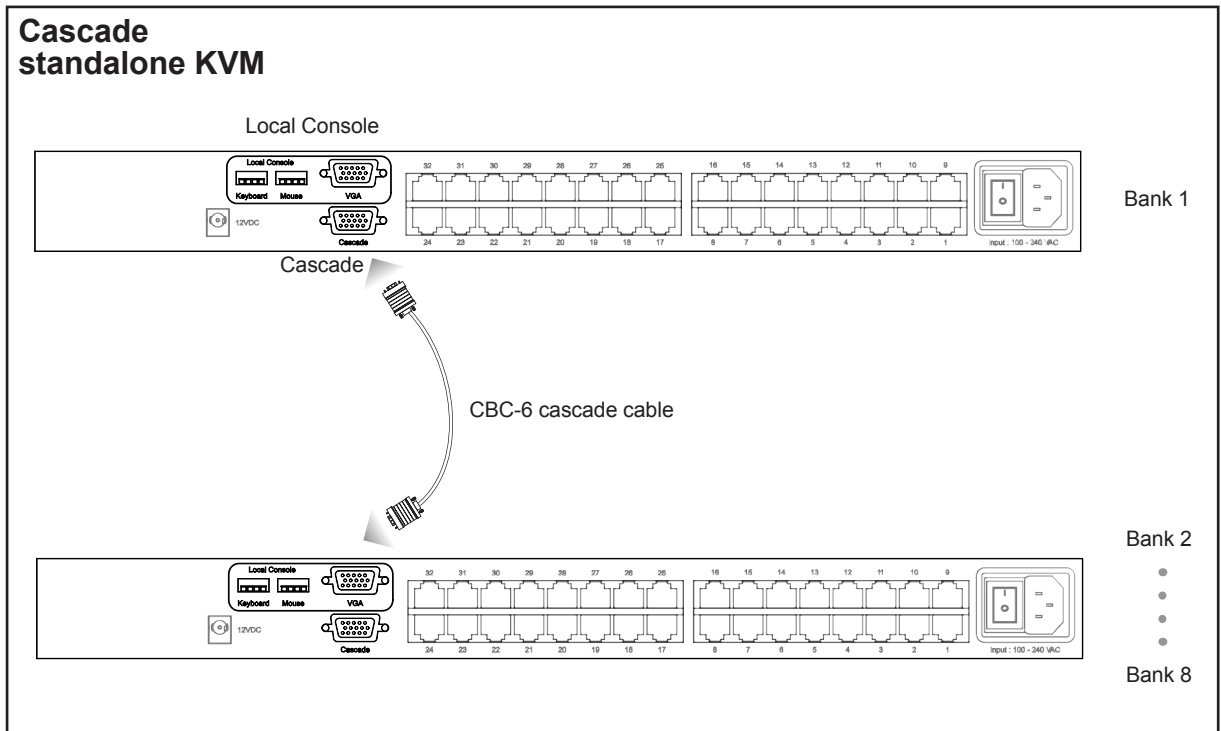 Cascade
standalone KVM
Local Console
Local Console
Keyboard Mouse VGA
12VDC
Cascade
32 31 30 29 28 27 26 25 16 15 14 13 12 11 10 9
24 23 22 21 20 19 18 17 8 7 6 5 4 3 2 1
Input : 100 - 240 VAC
Bank 1
Cascade
CBC-6 cascade cable
Bank 2
Local Console
Keyboard Mouse VGA
12VDC
Cascade
32 31 30 29 28 27 26 25 16 15 14 13 12 11 10 9
24 23 22 21 20 19 18 17 8 7 6 5 4 3 2 1
Input : 100 - 240 VAC
Bank 8